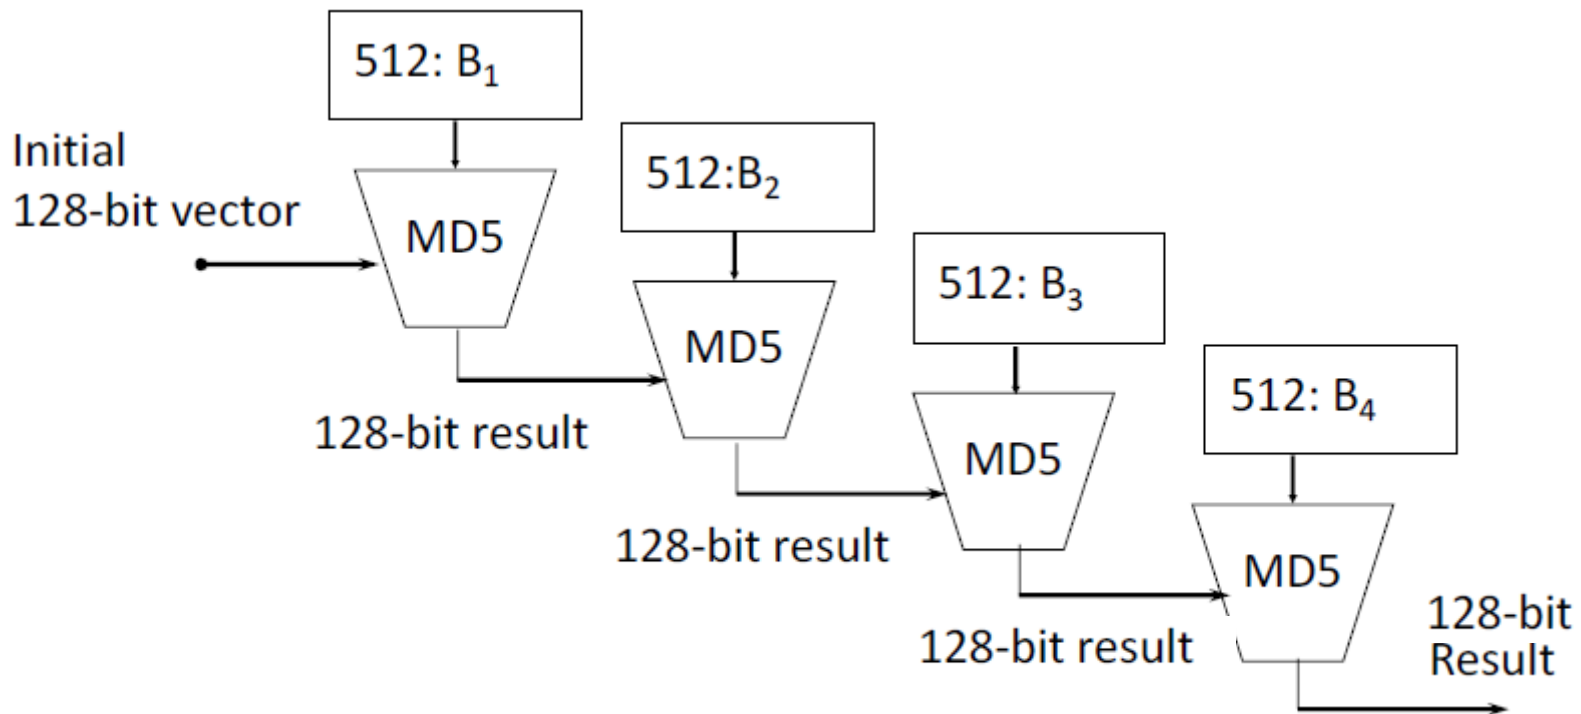 512: B₁
Initial
128-bit vector
MD5
512:B₂
MD5
128-bit result
512: B₃
MD5
128-bit result
512: B₄
MD5
128-bit result
128-bit
Result